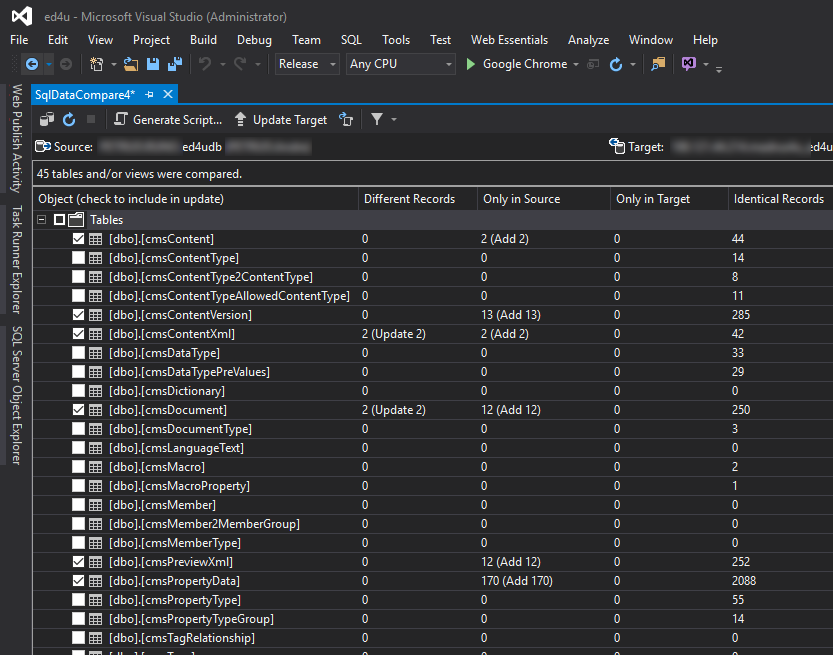 ed4u - Microsoft Visual Studio (Administrator)
File Edit View Project Build Debug Team SQL Tools Test Web Essentials Analyze Window Help
Release Any CPU Google Chrome
SqlDataCompare4*
Generate Script... Update Target
Source: ed4udb Target: ed4u
45 tables and/or views were compared.
Object (check to include in update) Different Records Only in Source Only in Target Identical Records
Tables
[dbo].[cmsContent] 0 2 (Add 2) 0 44
[dbo].[cmsContentType] 0 0 0 14
[dbo].[cmsContentType2ContentType] 0 0 0 8
[dbo].[cmsContentTypeAllowedContentType] 0 0 0 11
[dbo].[cmsContentVersion] 0 13 (Add 13) 0 285
[dbo].[cmsContentXml] 2 (Update 2) 2 (Add 2) 0 42
[dbo].[cmsDataType] 0 0 0 33
[dbo].[cmsDataTypePreValues] 0 0 0 29
[dbo].[cmsDictionary] 0 0 0 0
[dbo].[cmsDocument] 2 (Update 2) 12 (Add 12) 0 250
[dbo].[cmsDocumentType] 0 0 0 3
[dbo].[cmsLanguageText] 0 0 0 0
[dbo].[cmsMacro] 0 0 0 2
[dbo].[cmsMacroProperty] 0 0 0 1
[dbo].[cmsMember] 0 0 0 0
[dbo].[cmsMember2MemberGroup] 0 0 0 0
[dbo].[cmsMemberType] 0 0 0 0
[dbo].[cmsPreviewXml] 0 12 (Add 12) 0 252
[dbo].[cmsPropertyData] 0 170 (Add 170) 0 2088
[dbo].[cmsPropertyType] 0 0 0 55
[dbo].[cmsPropertyTypeGroup] 0 0 0 14
[dbo].[cmsTagRelationship] 0 0 0 0
Web Publish Activity
Task Runner Explorer
SQL Server Object Explorer